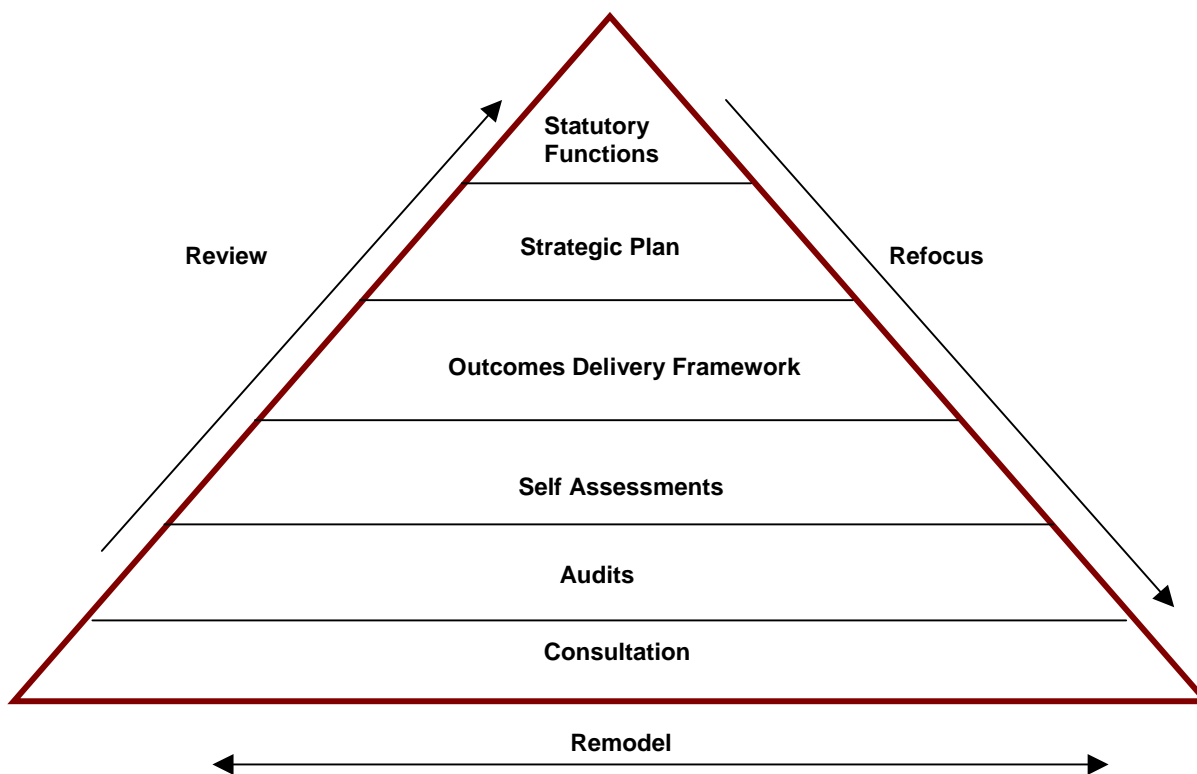 Statutory
Functions
Strategic Plan
Review
Refocus
Outcomes Delivery Framework
Self Assessments
Audits
Consultation
Remodel